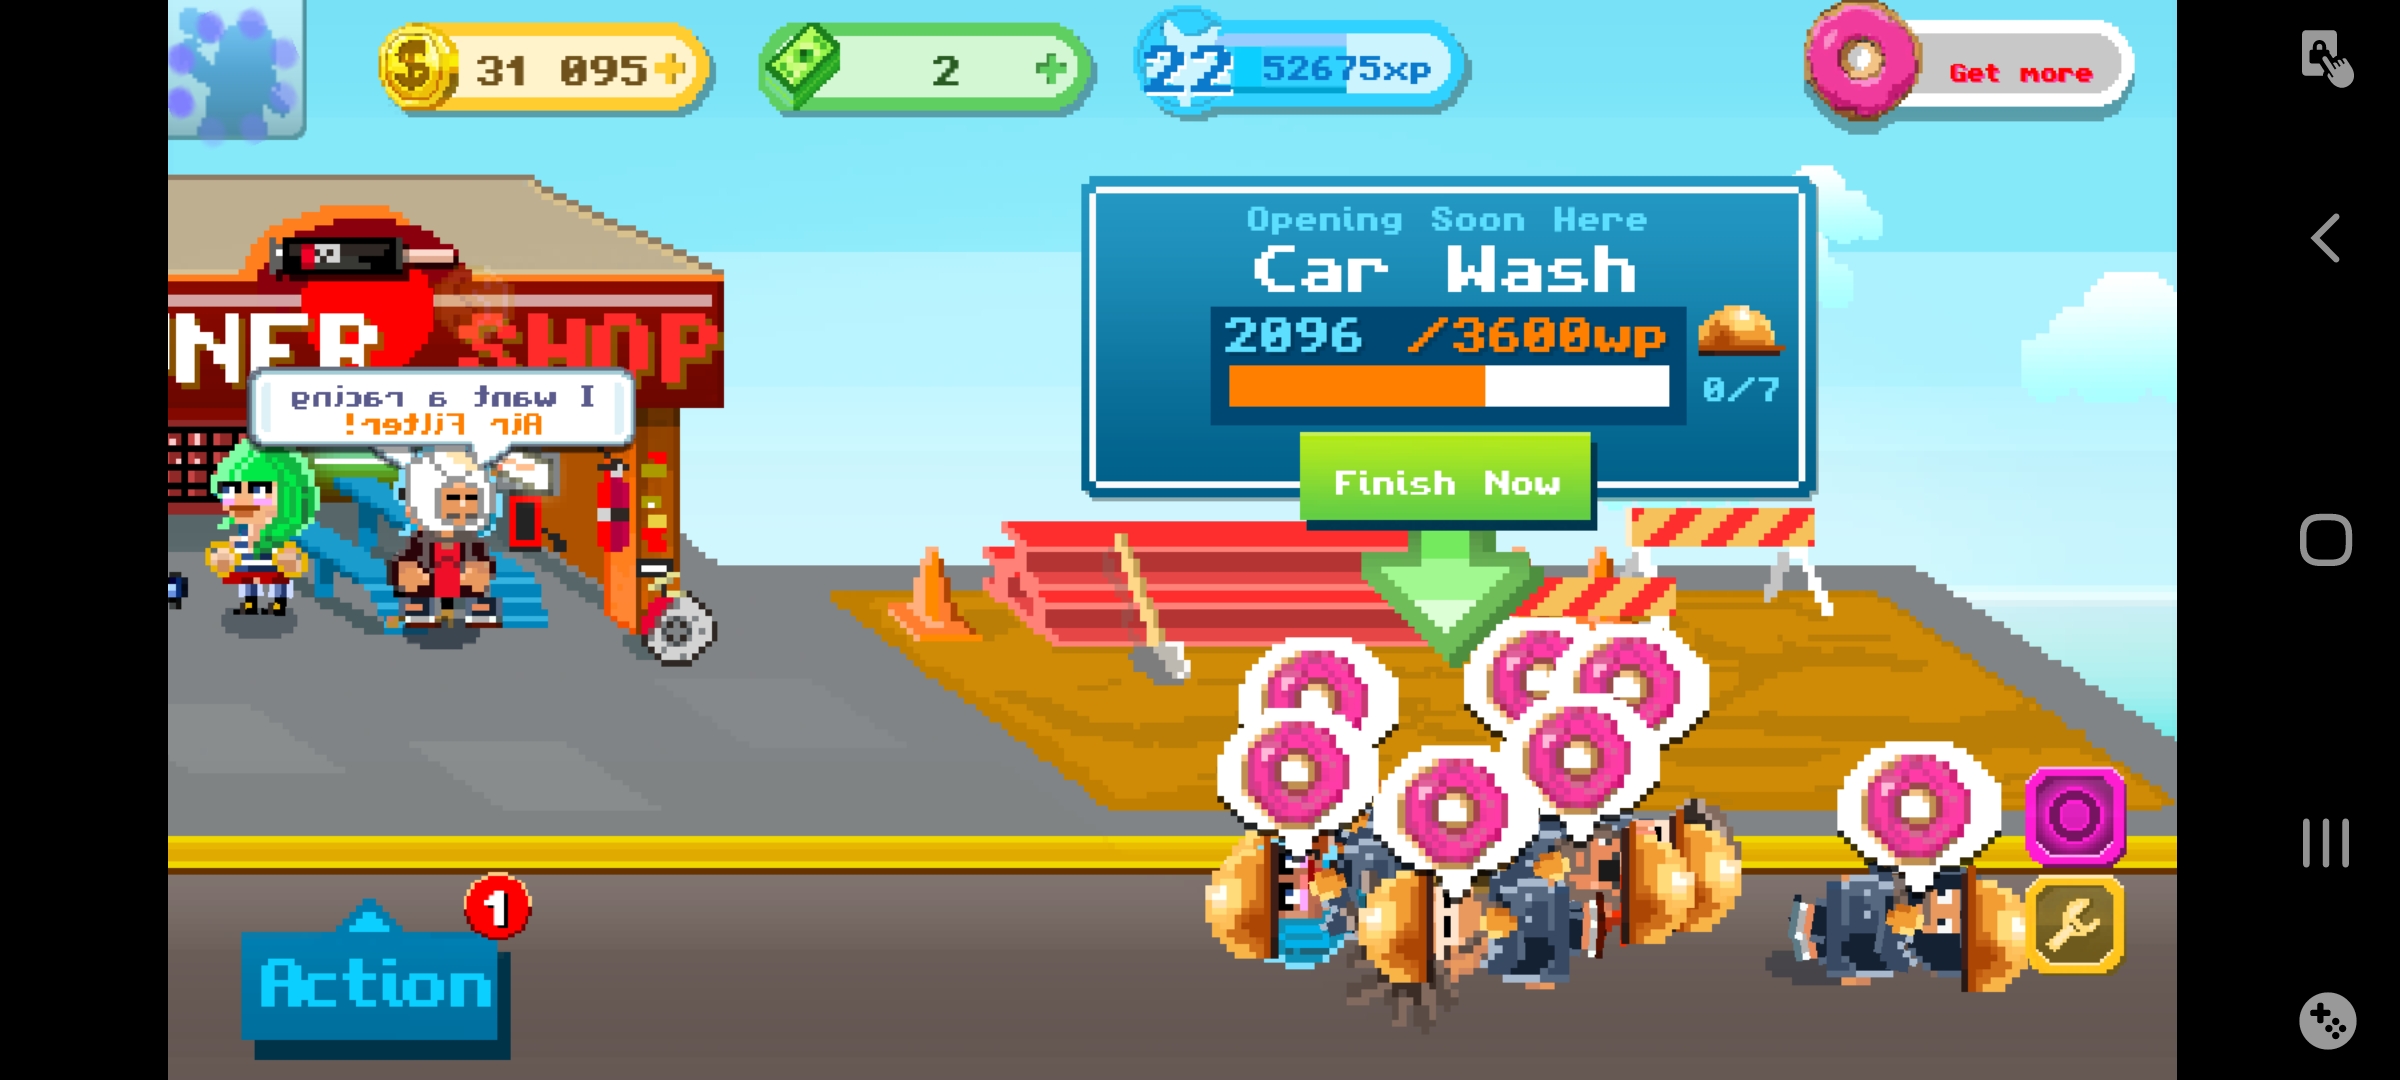 31 095
2
22
52675xp
Get more
Opening Soon Here
Car Wash
2096 /3600wp
0/7
Finish Now
NER SHOP
I want a racing
Air Filter!
1
Action